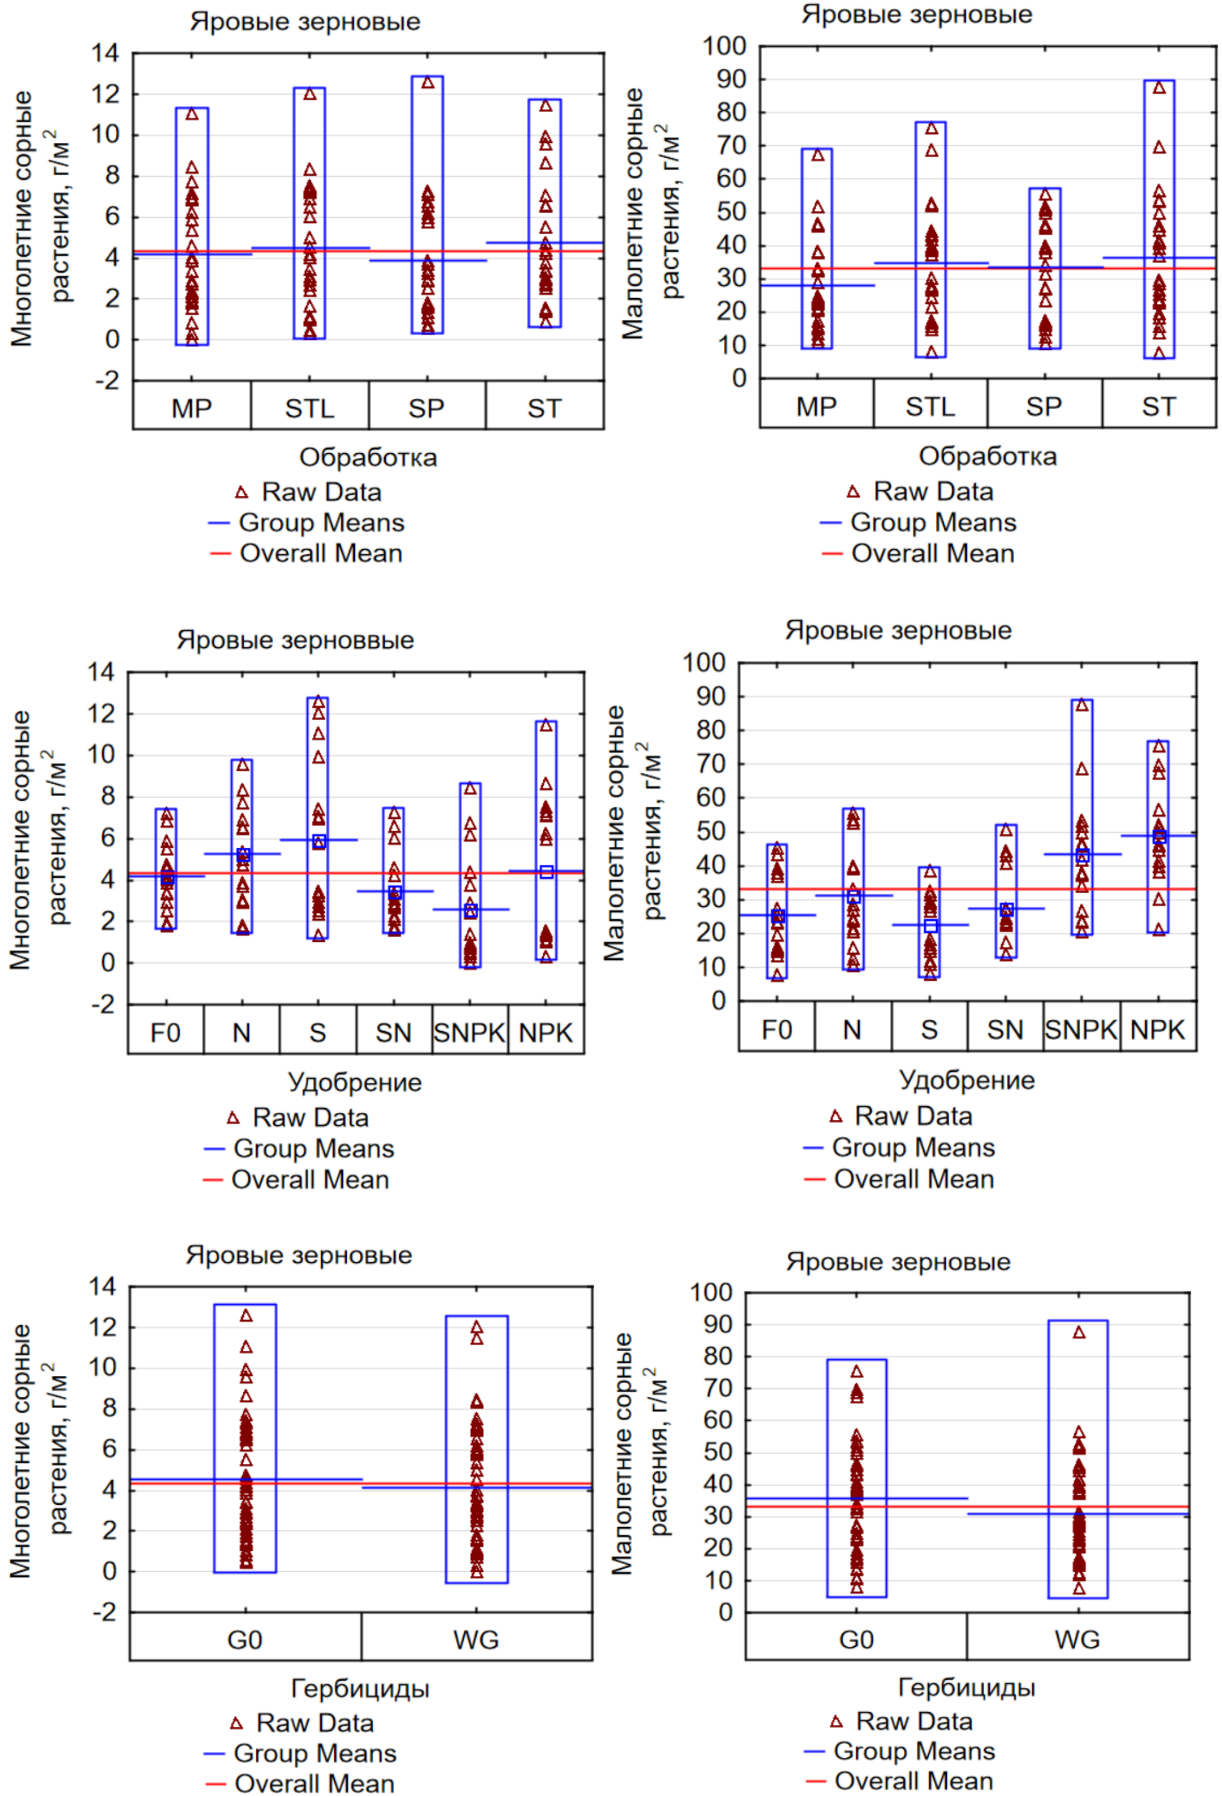 Яровые зерновые
Многолетние сорные
растения, г/м²
14
12
10
8
6
4
2
0
-2
MP STL SP ST
Обработка
Raw Data
Group Means
Overall Mean
Яровые зерновые
Малолетние сорные
растения, г/м²
100
90
80
70
60
50
40
30
20
10
0
MP STL SP ST
Обработка
Raw Data
Group Means
Overall Mean
Яровые зерноввые
Многолетние сорные
растения, г/м²
14
12
10
8
6
4
2
0
-2
F0 N S SN SNPK NPK
Удобрение
Raw Data
Group Means
Overall Mean
Яровые зерновые
Малолетние сорные
растения, г/м²
100
90
80
70
60
50
40
30
20
10
0
F0 N S SN SNPK NPK
Удобрение
Raw Data
Group Means
Overall Mean
Яровые зерновые
Многолетние сорные
растения, г/м²
14
12
10
8
6
4
2
0
-2
G0 WG
Гербициды
Raw Data
Group Means
Overall Mean
Яровые зерновые
Малолетние сорные
растения, г/м²
100
90
80
70
60
50
40
30
20
10
0
G0 WG
Гербициды
Raw Data
Group Means
Overall Mean